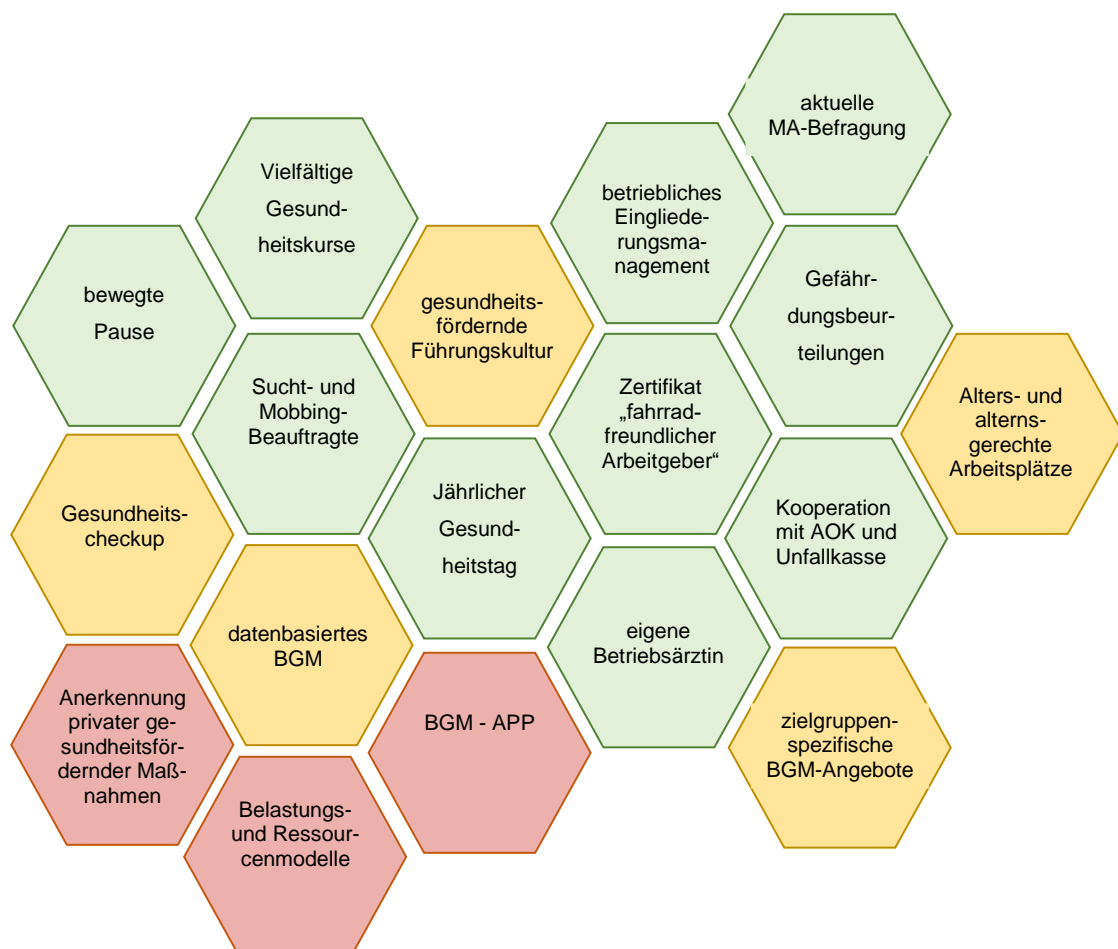 aktuelle
MA-Befragung
Vielfältige
Gesund-
heitskurse
betriebliches
Eingliede-
rungsma-
nagement
bewegte
Pause
gesundheits-
fördernde
Führungskultur
Gefähr-
dungsbeur-
teilungen
Sucht- und
Mobbing-
Beauftragte
Zertifikat
„fahrrad-
freundlicher
Arbeitgeber“
Alters- und
alterns-
gerechte
Arbeitsplätze
Gesundheits-
checkup
Jährlicher
Gesund-
heitstag
Kooperation
mit AOK und
Unfallkasse
datenbasiertes
BGM
eigene
Betriebsärztin
Anerkennung
privater ge-
sundheitsför-
dernder Maß-
nahmen
BGM - APP
zielgruppen-
spezifische
BGM-Angebote
Belastungs-
und Ressour-
cenmodelle